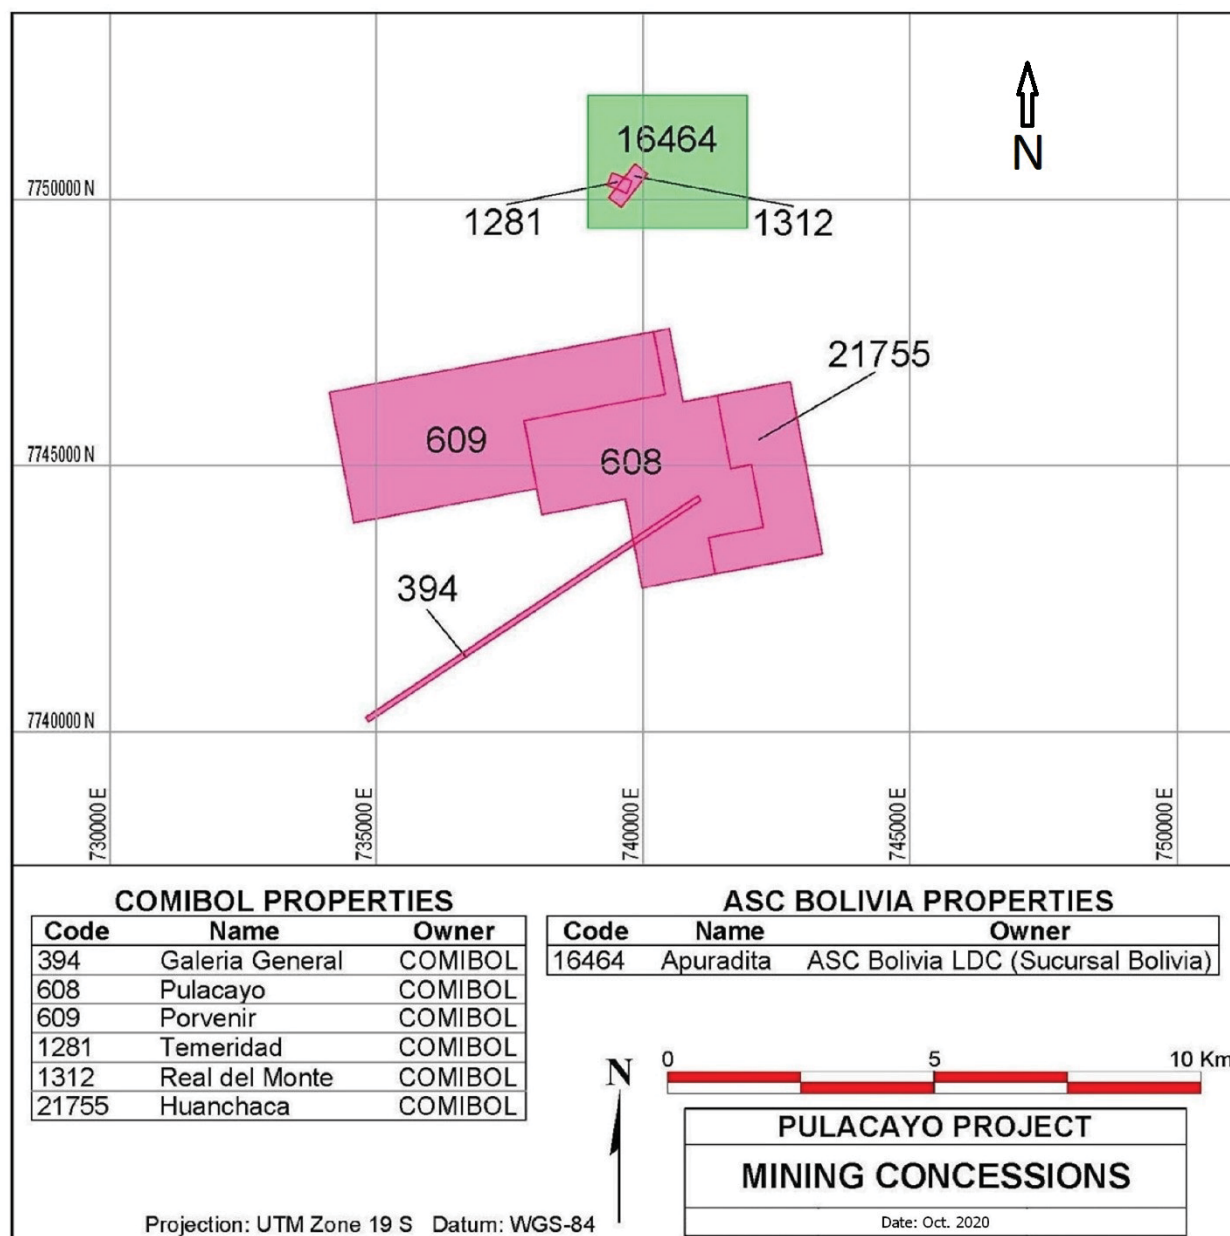 16464
N
7750000 N
1281
1312
21755
609
7745000 N
608
394
7740000 N
730000 E
735000 E
740000 E
745000 E
750000 E
COMIBOL PROPERTIES
Code Name Owner
394 Galeria General COMIBOL
608 Pulacayo COMIBOL
609 Porvenir COMIBOL
1281 Temeridad COMIBOL
1312 Real del Monte COMIBOL
21755 Huanchaca COMIBOL
ASC BOLIVIA PROPERTIES
Code Name Owner
16464 Apuradita ASC Bolivia LDC (Sucursal Bolivia)
N
0 5 10 Km
PULACAYO PROJECT
MINING CONCESSIONS
Date: Oct. 2020
Projection: UTM Zone 19 S Datum: WGS-84